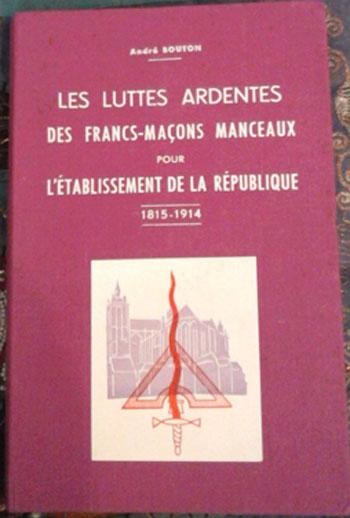 André BOUTON
LES LUTTES ARDENTES
DES FRANCS-MAÇONS MANCEAUX
POUR
L'ÉTABLISSEMENT DE LA RÉPUBLIQUE
1815-1914